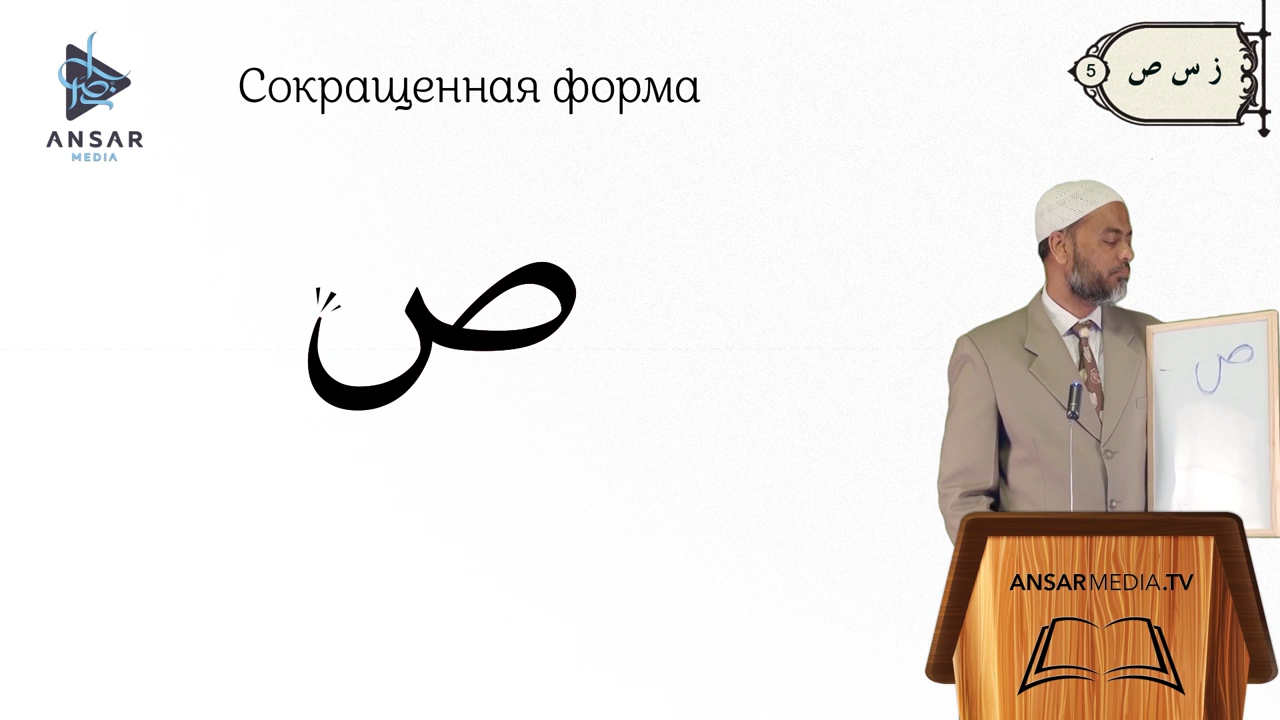 ANSAR
MEDIA
Сокращенная форма
5
ز س ص
ص
ص
ANSARMEDIA.TV